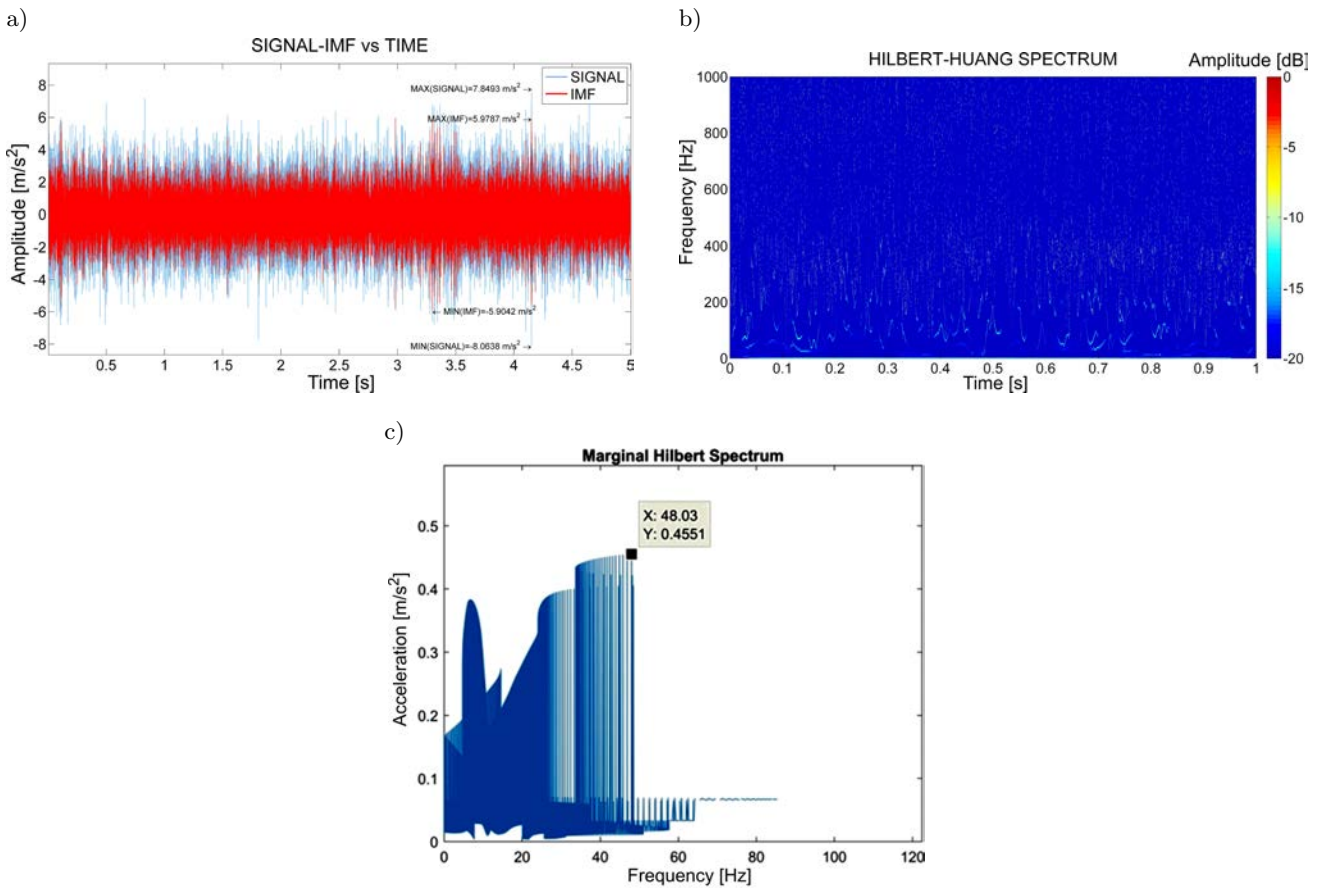 a)
SIGNAL-IMF vs TIME
Amplitude [m/s²]
8
6
4
2
0
-2
-4
-6
-8
SIGNAL
IMF
MAX(SIGNAL)=7.8493 m/s²
MAX(IMF)=5.9787 m/s²
MIN(IMF)=-5.9042 m/s²
MIN(SIGNAL)=-8.0638 m/s²
0.5 1 1.5 2 2.5 3 3.5 4 4.5 5
Time [s]
b)
HILBERT-HUANG SPECTRUM
Amplitude [dB]
Frequency [Hz]
1000
800
600
400
200
0
0 0.1 0.2 0.3 0.4 0.5 0.6 0.7 0.8 0.9 1
Time [s]
0
-5
-10
-15
-20
c)
Marginal Hilbert Spectrum
Acceleration [m/s²]
0.5
0.4
0.3
0.2
0.1
0
X: 48.03
Y: 0.4551
0 20 40 60 80 100 120
Frequency [Hz]